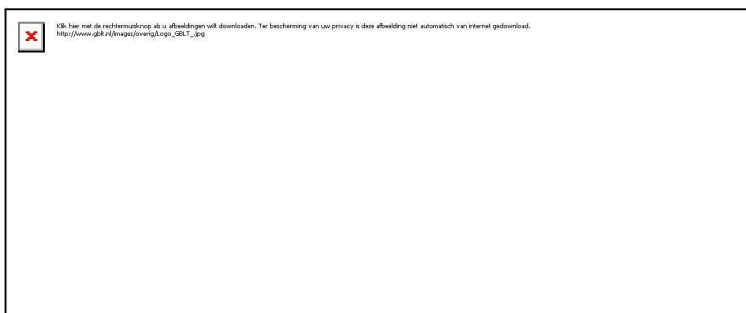 Klik hier met de rechtermuisknop als u afbeeldingen wilt downloaden. Ter bescherming van uw privacy is deze afbeelding niet automatisch van internet gedownload.
http://www.gblt.nl/images/overig/Logo_GBLT_.jpg